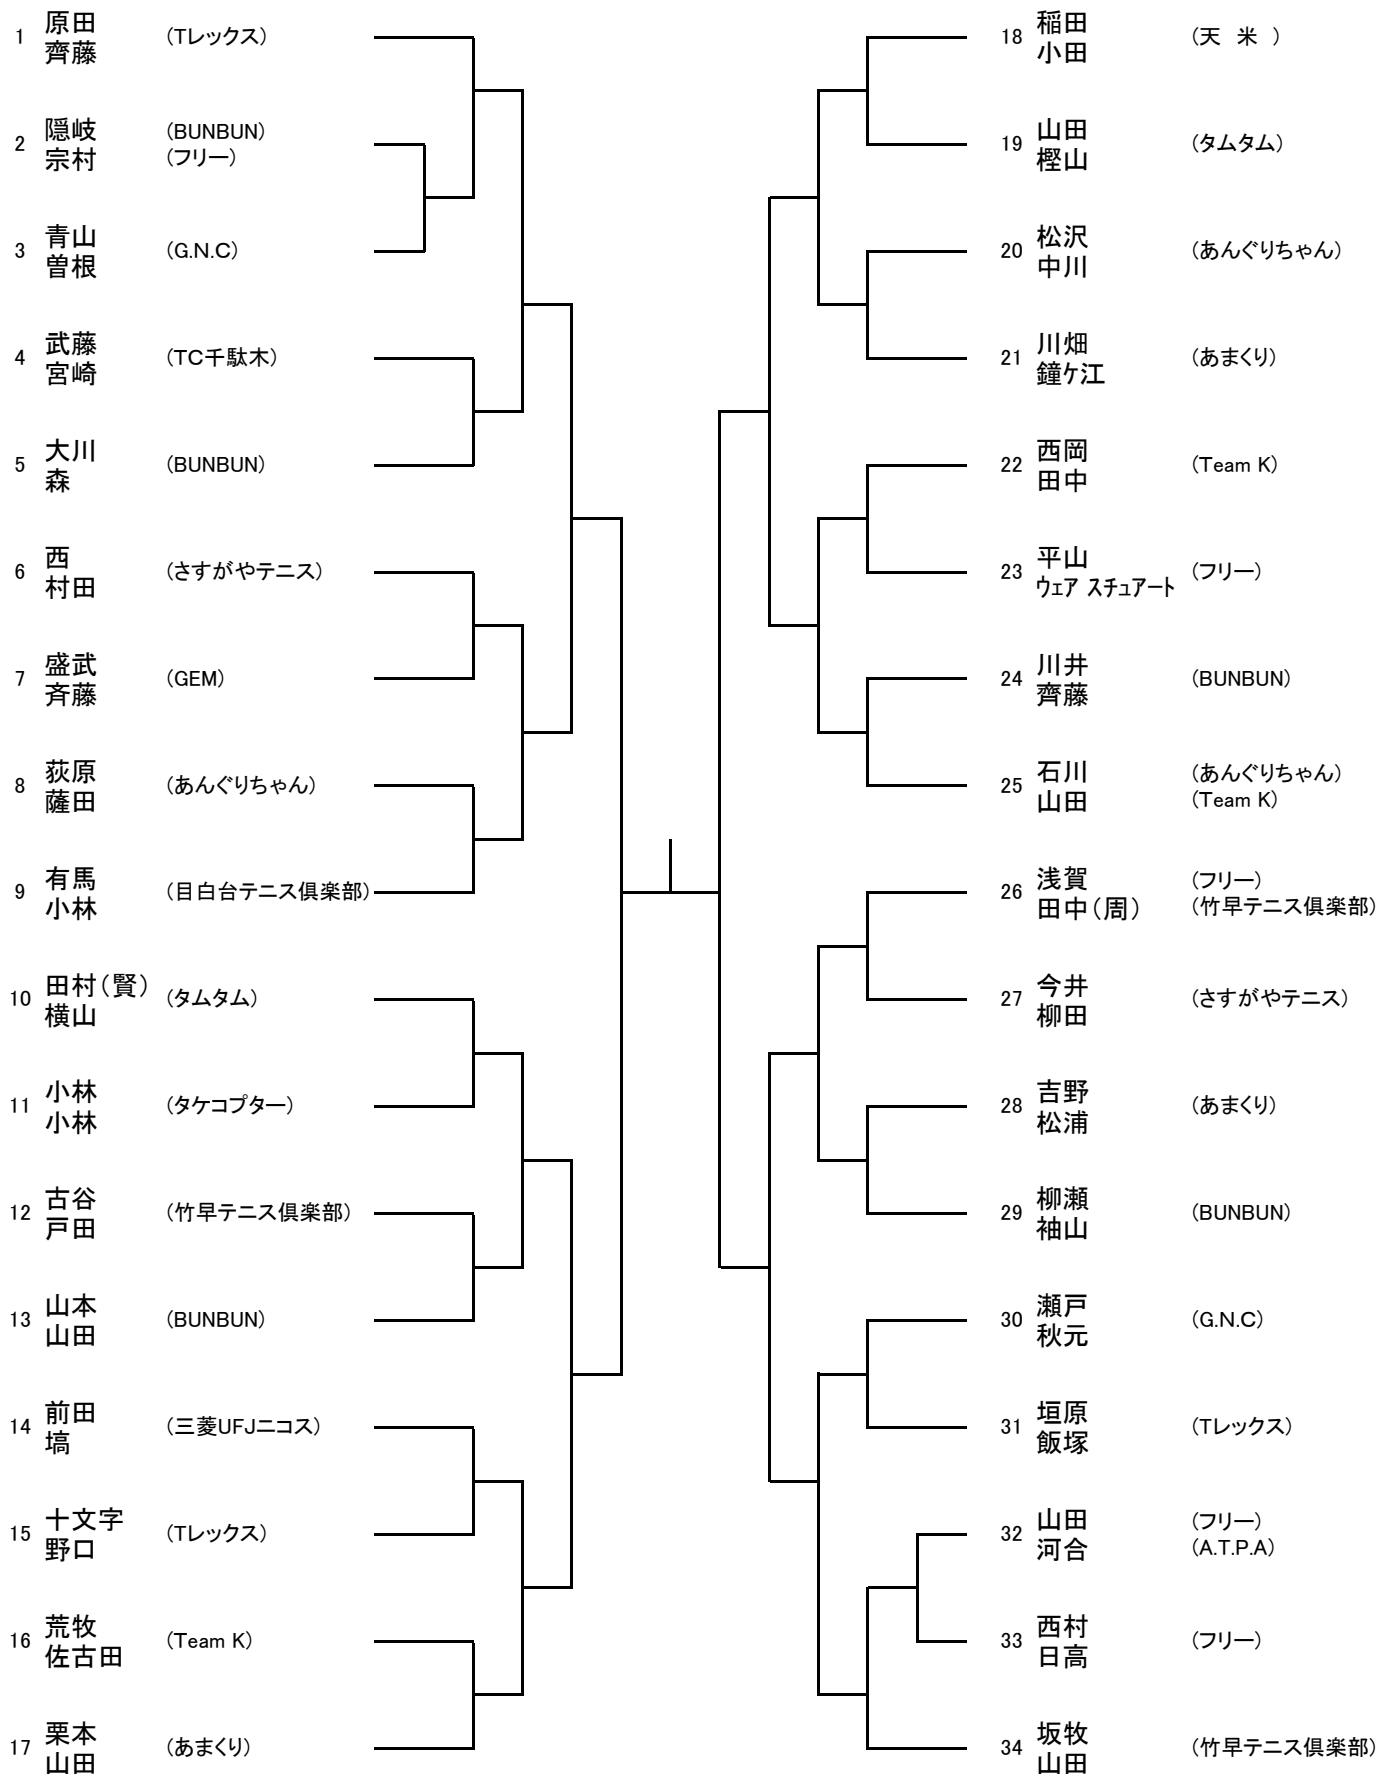 1 原田 (Tレックス)
齊藤
2 隠岐 (BUNBUN)
宗村 (フリー)
3 青山 (G.N.C)
曽根
4 武藤 (TC千駄木)
宮崎
5 大川 (BUNBUN)
森
6 西 (さすがやテニス)
村田
7 盛武 (GEM)
斉藤
8 荻原 (あんぐりちゃん)
薩田
9 有馬 (目白台テニス倶楽部)
小林
10 田村(賢) (タムタム)
横山
11 小林 (タケコプター)
小林
12 古谷 (竹早テニス倶楽部)
戸田
13 山本 (BUNBUN)
山田
14 前田 (三菱UFJニコス)
塙
15 十文字 (Tレックス)
野口
16 荒牧 (Team K)
佐古田
17 栗本 (あまくり)
山田
18 稲田 (天 米 )
小田
19 山田 (タムタム)
樫山
20 松沢 (あんぐりちゃん)
中川
21 川畑 (あまくり)
鐘ケ江
22 西岡 (Team K)
田中
23 平山 (フリー)
ウェア スチュアート
24 川井 (BUNBUN)
齊藤
25 石川 (あんぐりちゃん)
山田 (Team K)
26 浅賀 (フリー)
田中(周) (竹早テニス倶楽部)
27 今井 (さすがやテニス)
柳田
28 吉野 (あまくり)
松浦
29 柳瀬 (BUNBUN)
袖山
30 瀬戸 (G.N.C)
秋元
31 垣原 (Tレックス)
飯塚
32 山田 (フリー)
河合 (A.T.P.A)
33 西村 (フリー)
日高
34 坂牧 (竹早テニス倶楽部)
山田